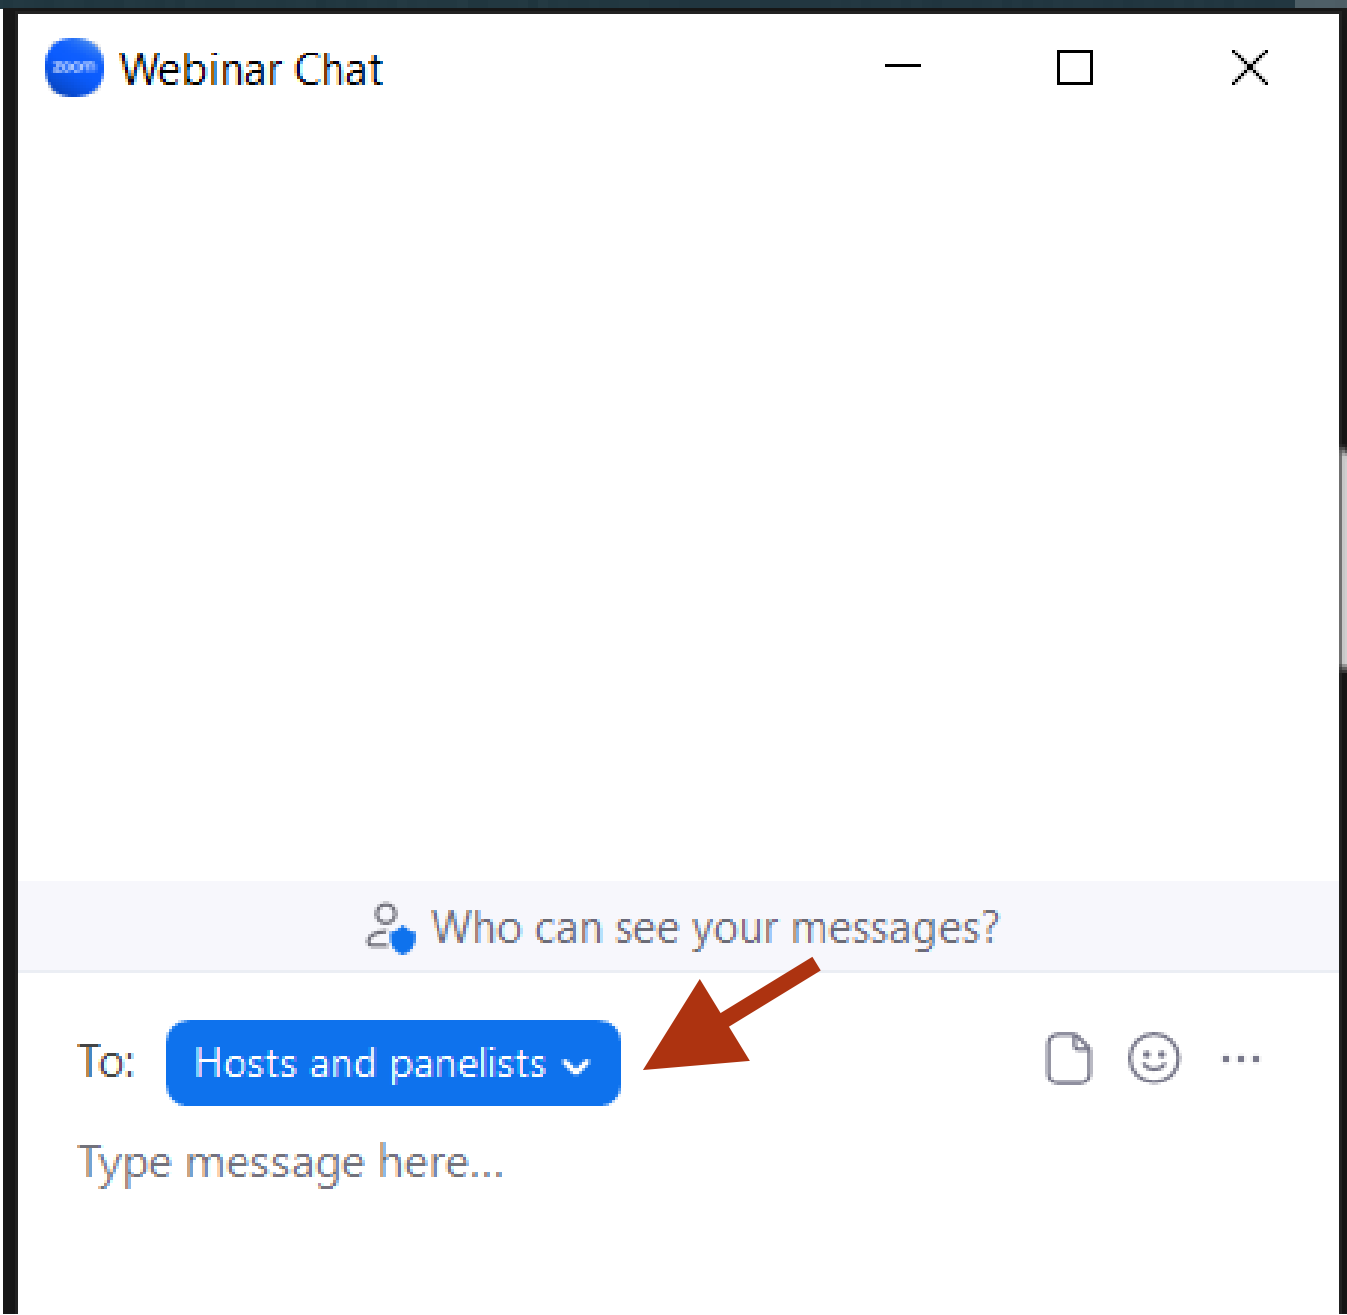 zoom Webinar Chat
Who can see your messages?
To: Hosts and panelists
Type message here...